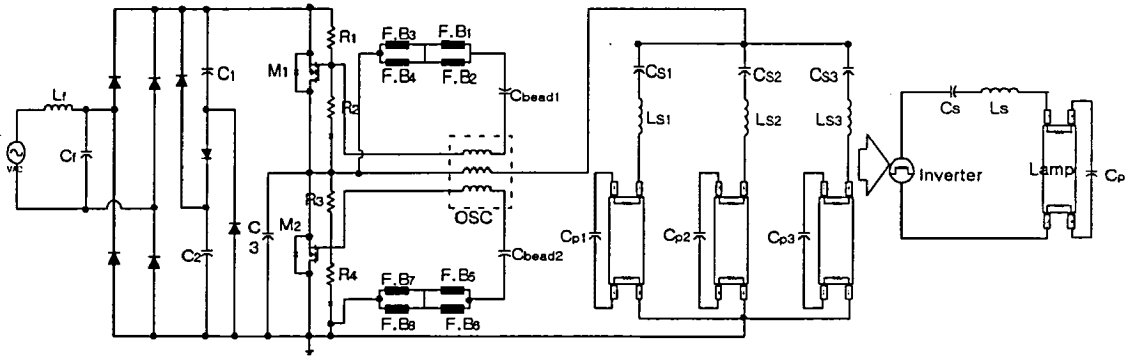 VAC
Lf
Cf
C1
C2
C
3
M1
M2
R1
R2
R3
R4
F.B3
F.B1
F.B4
F.B2
Cbead1
OSC
Cbead2
F.B7
F.B5
F.B8
F.B6
CS1
CS2
CS3
LS1
LS2
LS3
Cp1
Cp2
Cp3
Cs
Ls
Inverter
Lamp
Cp